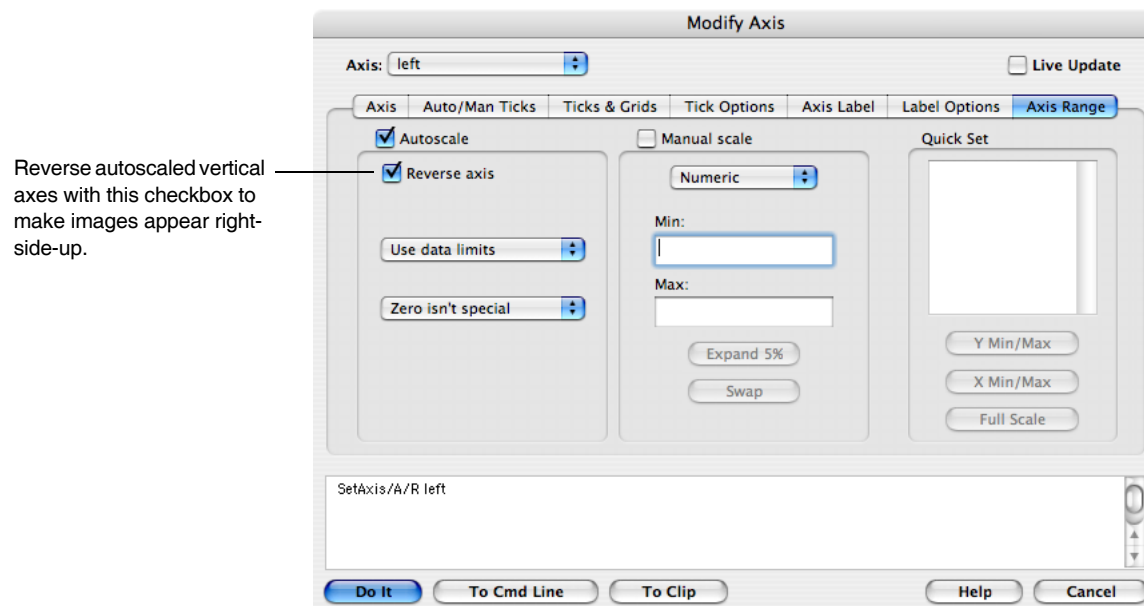 Modify Axis
Axis: left
Live Update
Axis Auto/Man Ticks Ticks & Grids Tick Options Axis Label Label Options Axis Range
Autoscale
Reverse axis
Use data limits
Zero isn't special
Manual scale
Numeric
Min:
Max:
Expand 5%
Swap
Quick Set
Y Min/Max
X Min/Max
Full Scale
Reverse autoscaled vertical
axes with this checkbox to
make images appear right-
side-up.
SetAxis/A/R left
Do It To Cmd Line To Clip Help Cancel